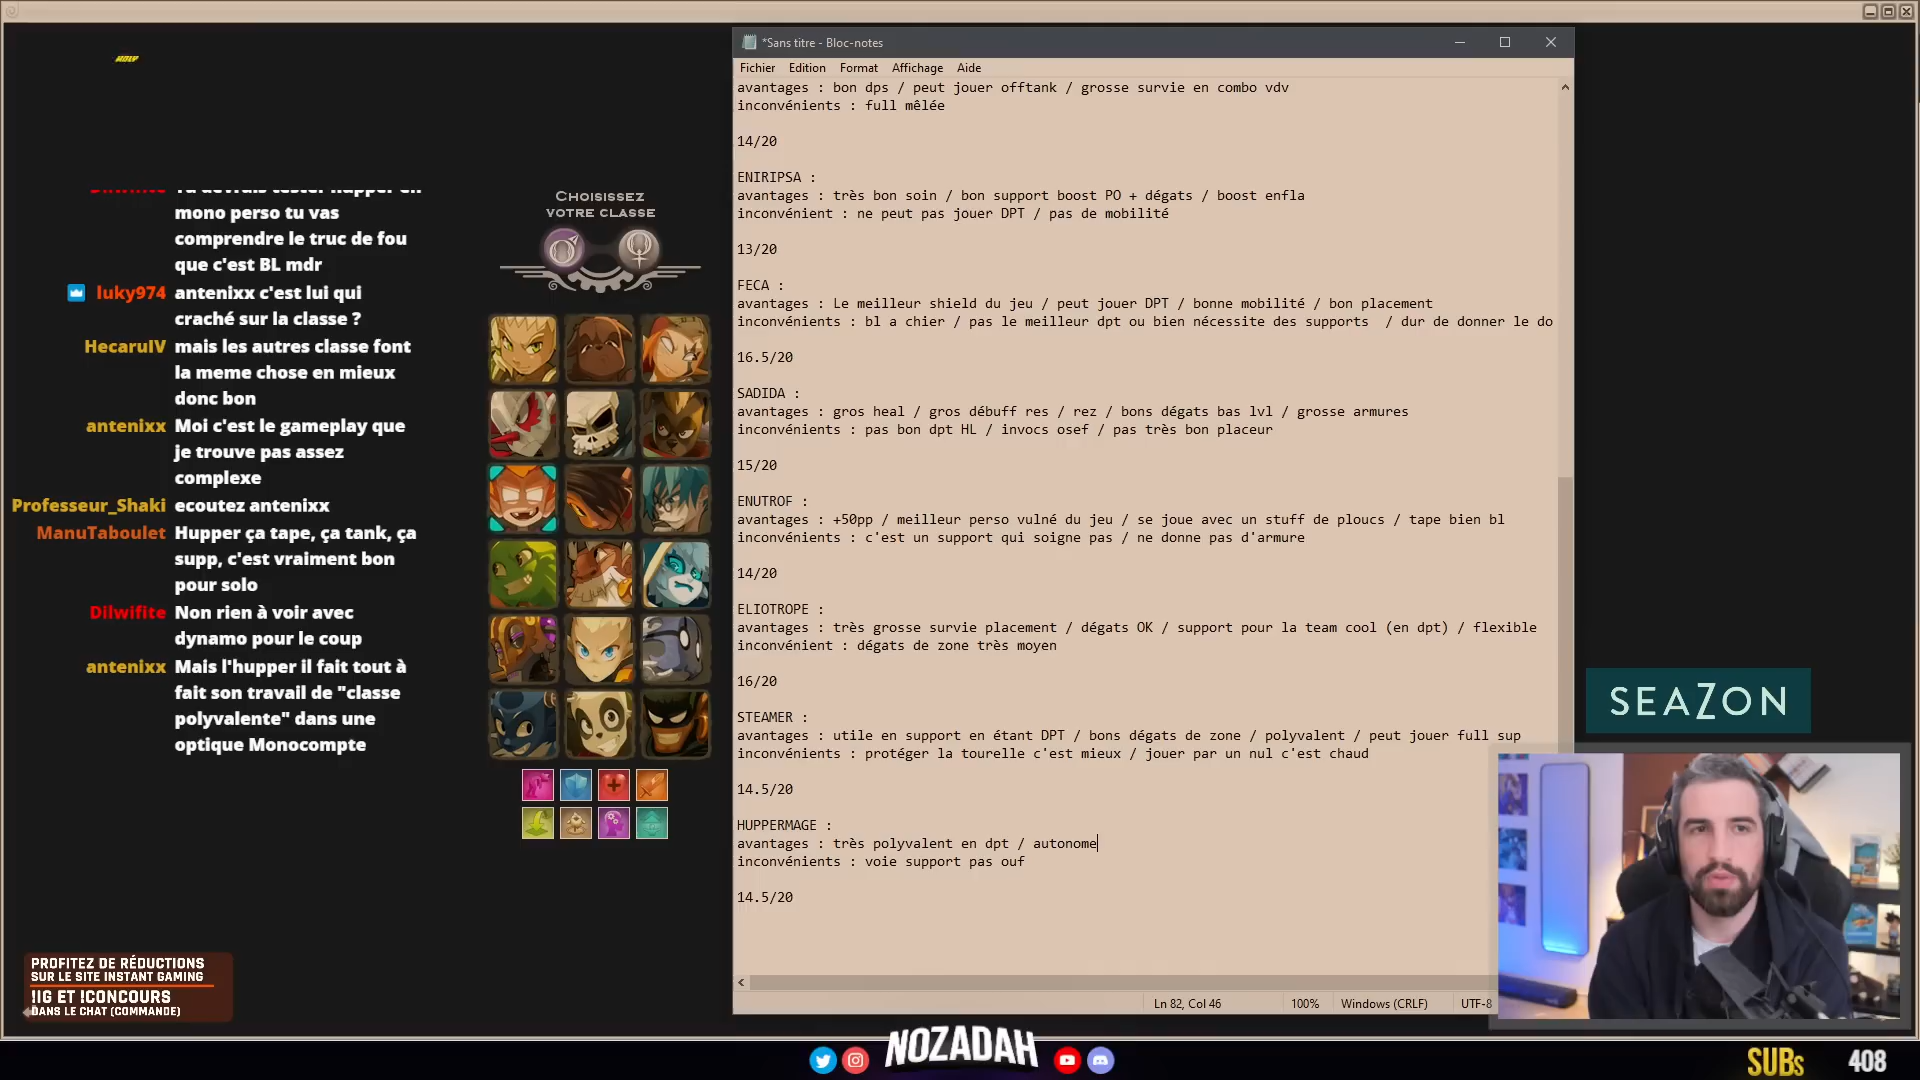 HOLY
*Sans titre - Bloc-notes
Fichier Edition Format Affichage Aide
avantages : bon dps / peut jouer offtank / grosse survie en combo vdv
inconvénients : full mêlée
14/20
ENIRIPSA :
avantages : très bon soin / bon support boost PO + dégats / boost enfla
inconvénient : ne peut pas jouer DPT / pas de mobilité
13/20
FECA :
avantages : Le meilleur shield du jeu / peut jouer DPT / bonne mobilité / bon placement
inconvénients : bl a chier / pas le meilleur dpt ou bien nécessite des supports  / dur de donner le do
16.5/20
SADIDA :
avantages : gros heal / gros débuff res / rez / bons dégats bas lvl / grosse armures
inconvénients : pas bon dpt HL / invocs osef / pas très bon placeur
15/20
ENUTROF :
avantages : +50pp / meilleur perso vulné du jeu / se joue avec un stuff de ploucs / tape bien bl
inconvénients : c'est un support qui soigne pas / ne donne pas d'armure
14/20
ELIOTROPE :
avantages : très grosse survie placement / dégats OK / support pour la team cool (en dpt) / flexible
inconvénient : dégats de zone très moyen
16/20
STEAMER :
avantages : utile en support en étant DPT / bons dégats de zone / polyvalent / peut jouer full sup
inconvénients : protéger la tourelle c'est mieux / jouer par un nul c'est chaud
14.5/20
HUPPERMAGE :
avantages : très polyvalent en dpt / autonome
inconvénients : voie support pas ouf
14.5/20
Ln 82, Col 46 100% Windows (CRLF) UTF-8
Dilwifite Tu devrais tester hupper en
mono perso tu vas
comprendre le truc de fou
que c'est BL mdr
luky974 antenixx c'est lui qui
craché sur la classe ?
HecaruIV mais les autres classe font
la meme chose en mieux
donc bon
antenixx Moi c'est le gameplay que
je trouve pas assez
complexe
Professeur_Shaki ecoutez antenixx
ManuTaboulet Hupper ça tape, ça tank, ça
supp, c'est vraiment bon
pour solo
Dilwifite Non rien à voir avec
dynamo pour le coup
antenixx Mais l'hupper il fait tout à
fait son travail de "classe
polyvalente" dans une
optique Monocompte
Choisissez
votre classe
SEAZON
PROFITEZ DE RÉDUCTIONS
SUR LE SITE INSTANT GAMING
!IG ET !CONCOURS
DANS LE CHAT (COMMANDE)
NOZADAH
SUBs 408